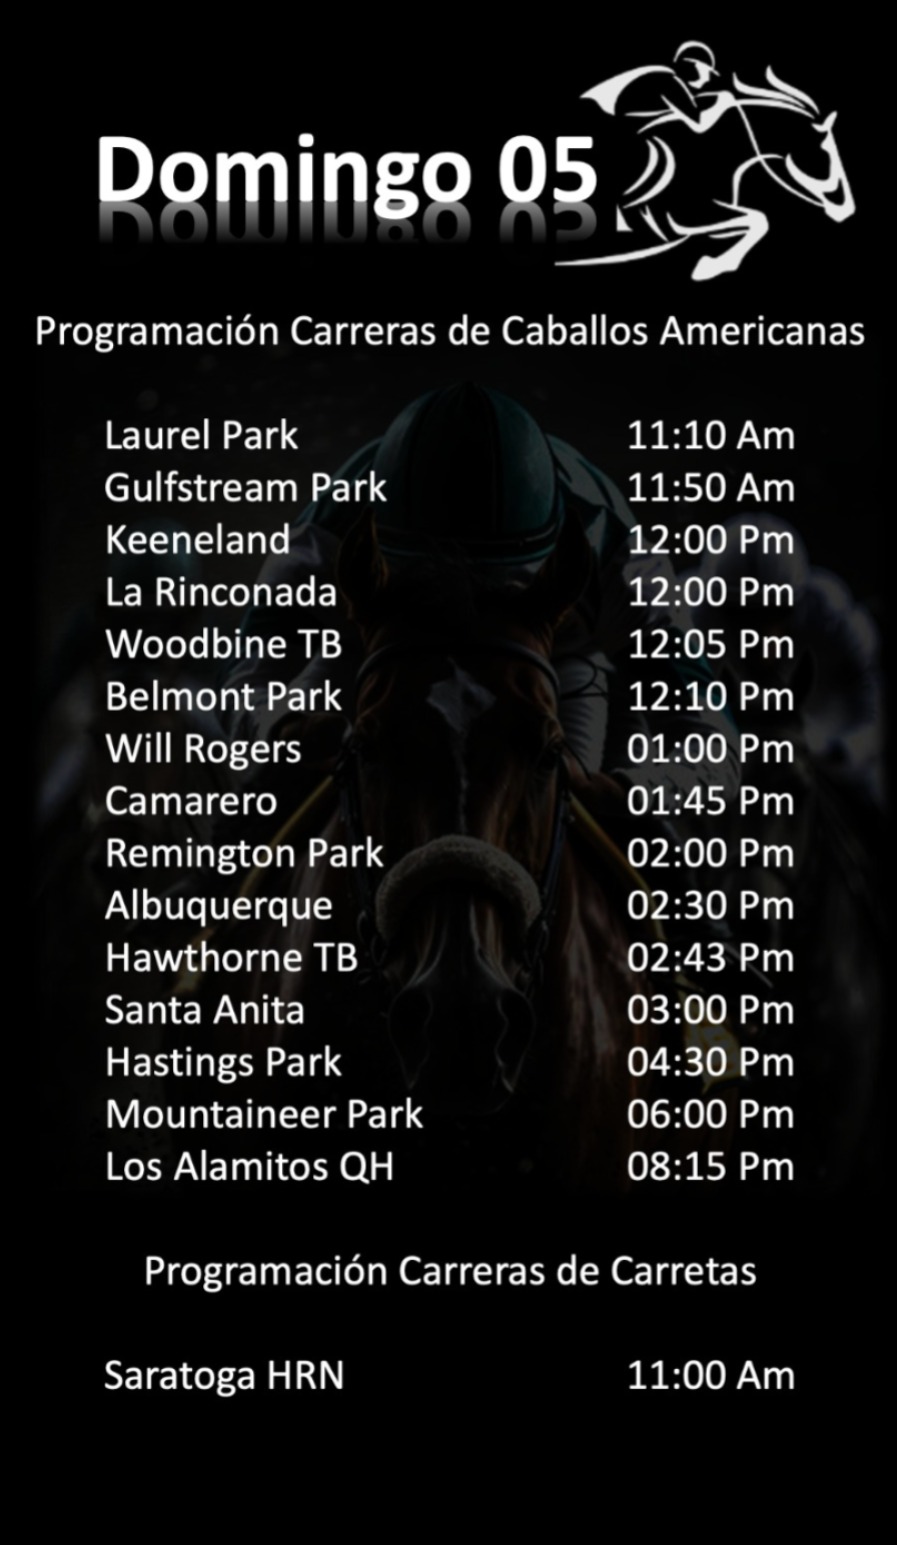 Domingo 05
Programación Carreras de Caballos Americanas
Laurel Park 11:10 Am
Gulfstream Park 11:50 Am
Keeneland 12:00 Pm
La Rinconada 12:00 Pm
Woodbine TB 12:05 Pm
Belmont Park 12:10 Pm
Will Rogers 01:00 Pm
Camarero 01:45 Pm
Remington Park 02:00 Pm
Albuquerque 02:30 Pm
Hawthorne TB 02:43 Pm
Santa Anita 03:00 Pm
Hastings Park 04:30 Pm
Mountaineer Park 06:00 Pm
Los Alamitos QH 08:15 Pm
Programación Carreras de Carretas
Saratoga HRN 11:00 Am